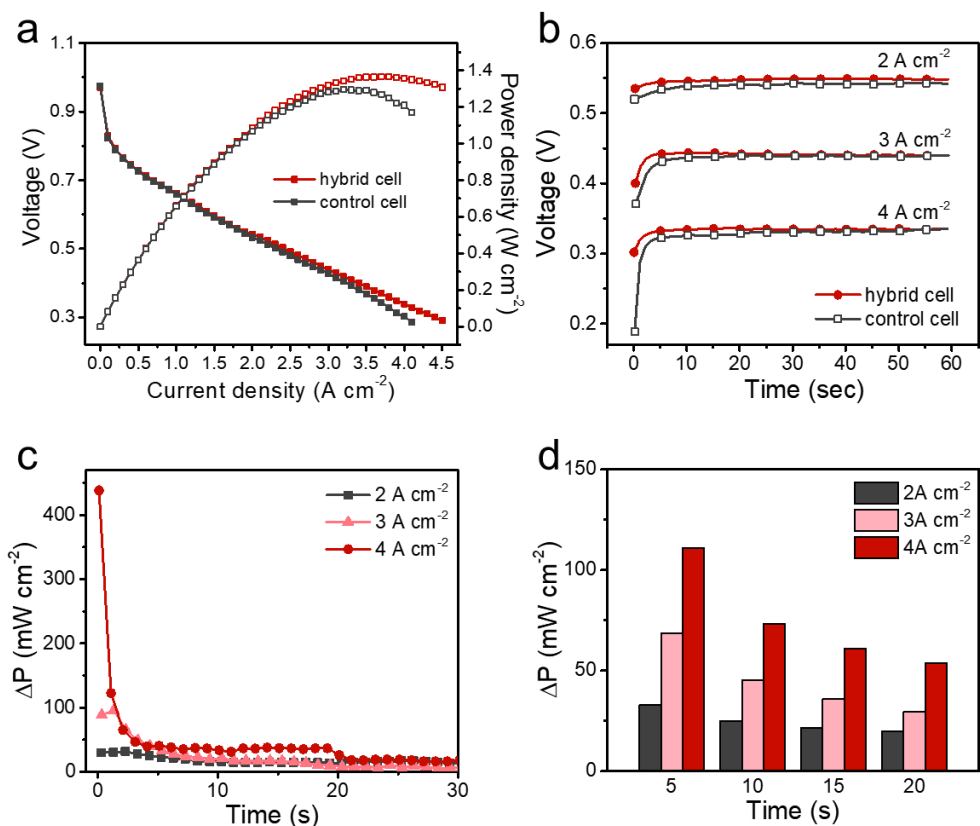 a
1.1
0.9
0.7
0.5
0.3
Voltage (V)
1.4
1.2
1.0
0.8
0.6
0.4
0.2
0.0
Power density (W cm-2)
hybrid cell
control cell
0.0 0.5 1.0 1.5 2.0 2.5 3.0 3.5 4.0 4.5
Current density (A cm-2)
b
0.6
0.5
0.4
0.3
0.2
Voltage (V)
2 A cm-2
3 A cm-2
4 A cm-2
hybrid cell
control cell
0 10 20 30 40 50 60
Time (sec)
c
400
300
200
100
0
ΔP (mW cm-2)
2 A cm-2
3 A cm-2
4 A cm-2
0 10 20 30
Time (s)
d
150
100
50
0
ΔP (mW cm-2)
2A cm-2
3A cm-2
4A cm-2
5 10 15 20
Time (s)